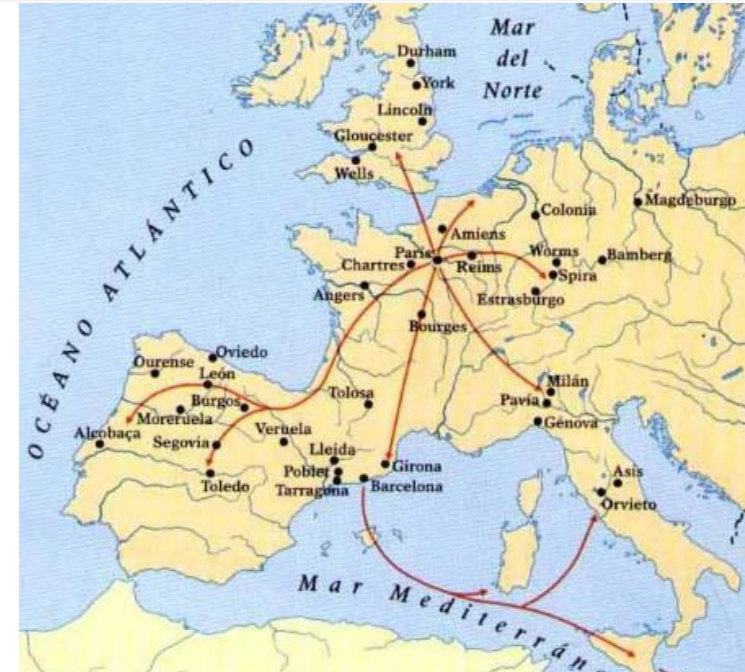 Mar
del
Norte
Durham
York
Lincoln
Gloucester
Wells
OCÉANO ATLÁNTICO
Amiens
Colonia
Magdeburgo
París
Chartres
Reims
Worms
Spira
Bamberg
Angers
Estrasburgo
Bourges
Oviedo
Ourense
León
Burgos
Moreruela
Alcobaça
Segovia
Veruela
Toledo
Tolosa
Lleida
Poblet
Tarragona
Girona
Barcelona
Milán
Pavía
Génova
Asís
Orvieto
Mar Mediterrán